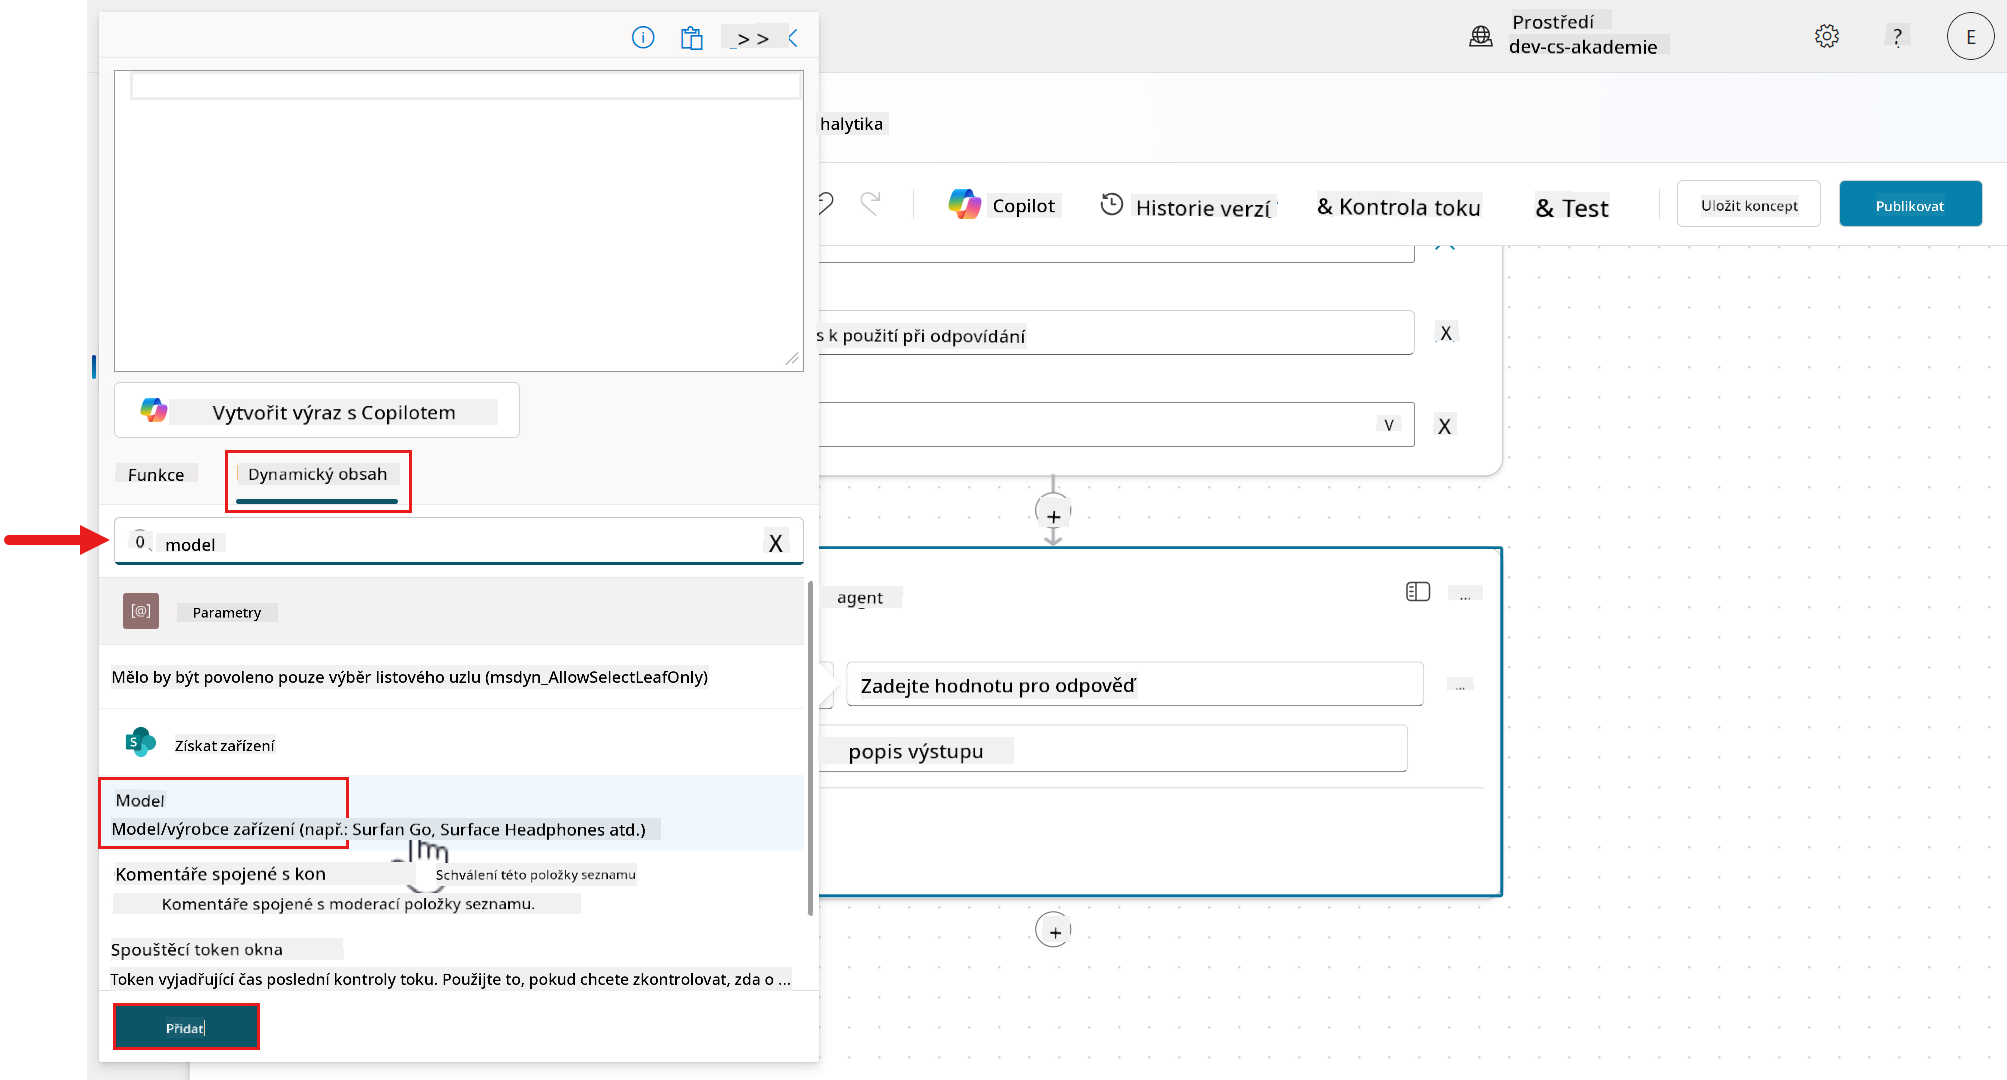 Prostředí
dev-cs-akademie
?
E
halytika
Copilot
Historie verzí
& Kontrola toku
& Test
Uložit koncept
Publikovat
Vytvořit výraz s Copilotem
Funkce
Dynamický obsah
model
X
Parametry
Mělo by být povoleno pouze výběr listového uzlu (msdyn_AllowSelectLeafOnly)
Získat zařízení
Model
Model/výrobce zařízení (např.: Surfan Go, Surface Headphones atd.)
Komentáře spojené s kon
Schválení této položky seznamu
Komentáře spojené s moderací položky seznamu.
Spouštěcí token okna
Token vyjadřující čas poslední kontroly toku. Použijte to, pokud chcete zkontrolovat, zda o ...
Přidat
s k použití při odpovídání
X
V
X
agent
...
Zadejte hodnotu pro odpověď
...
popis výstupu